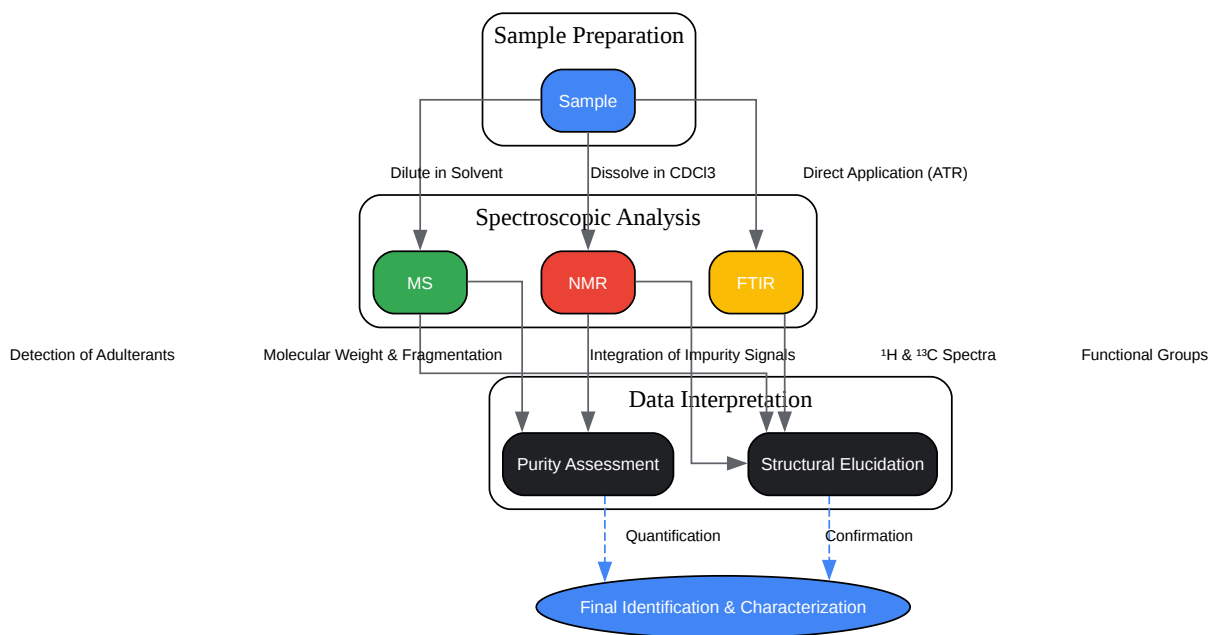 Sample Preparation
Sample
Dilute in Solvent
Dissolve in CDCl3
Direct Application (ATR)
Spectroscopic Analysis
MS
NMR
FTIR
Detection of Adulterants
Molecular Weight & Fragmentation
Integration of Impurity Signals
¹H & ¹³C Spectra
Functional Groups
Data Interpretation
Purity Assessment
Structural Elucidation
Quantification
Confirmation
Final Identification & Characterization